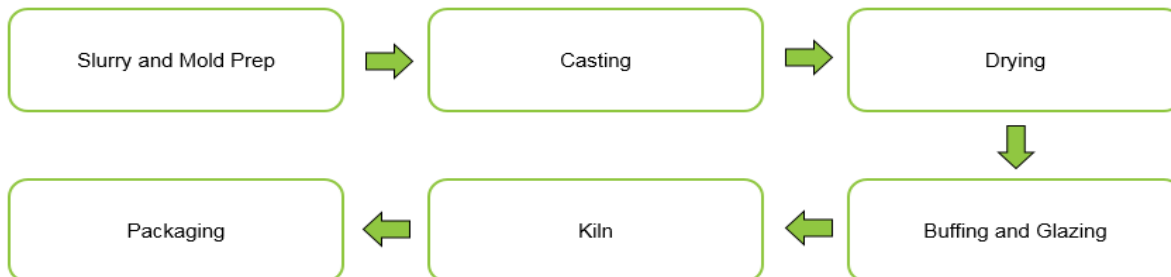 Slurry and Mold Prep
Casting
Drying
Buffing and Glazing
Kiln
Packaging